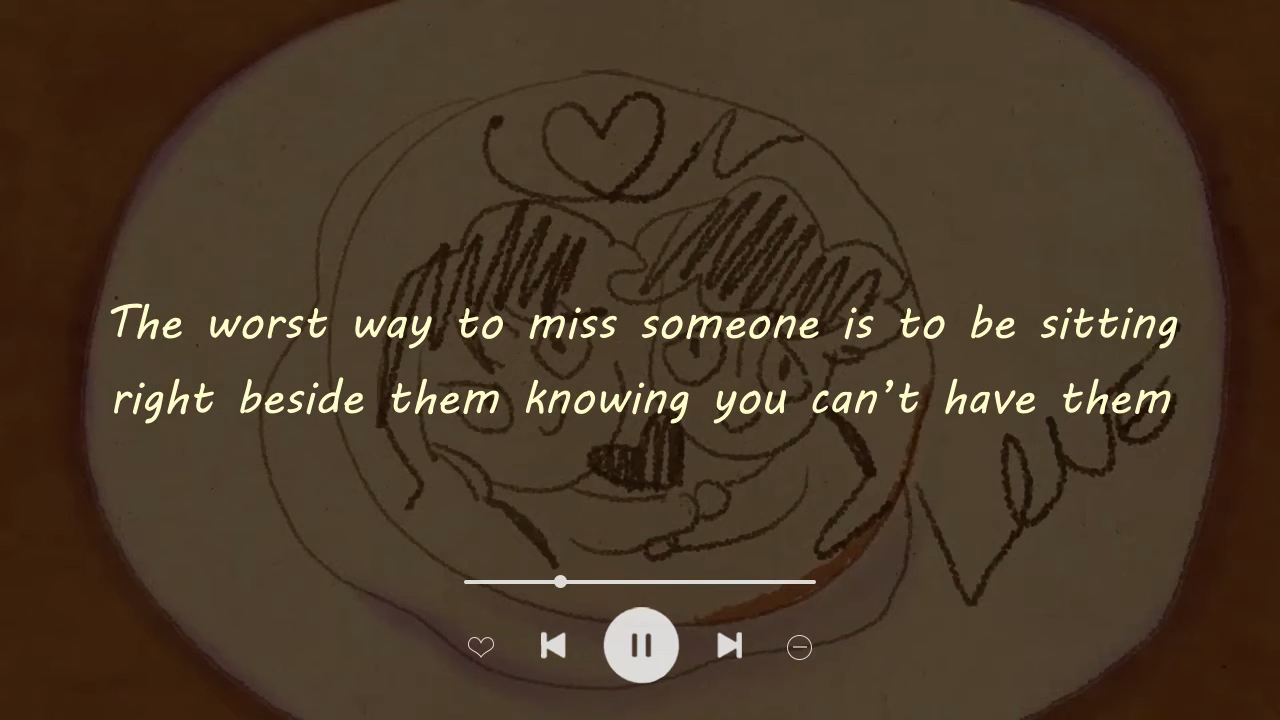 The worst way to miss someone is to be sitting
right beside them knowing you can’t have them